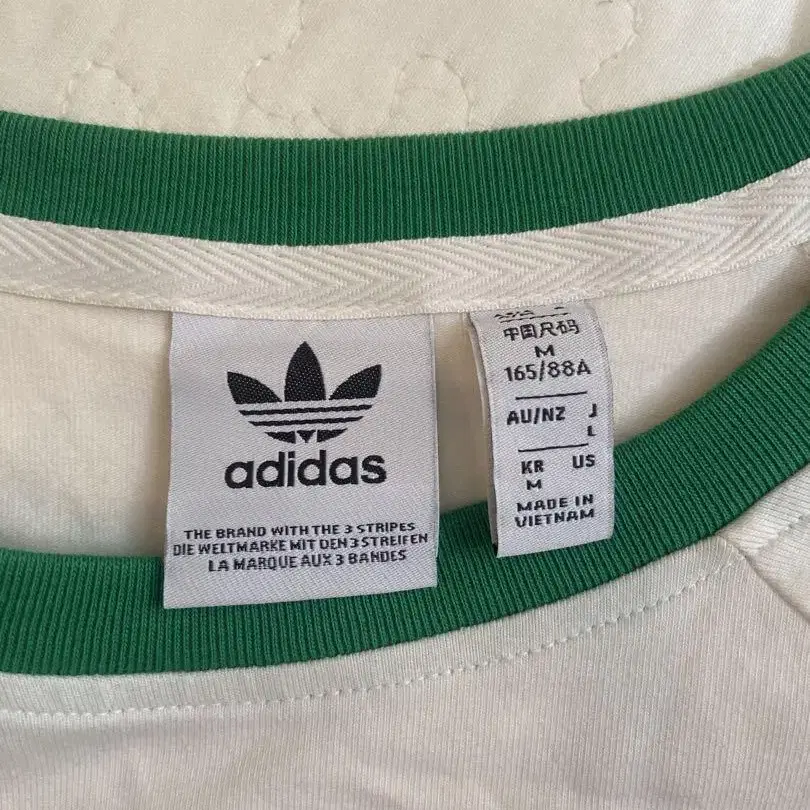 adidas
THE BRAND WITH THE 3 STRIPES
DIE WELTMARKE MIT DEN 3 STREIFEN
LA MARQUE AUX 3 BANDES
中国尺码
M
165/88A
AU/NZ J
L
KR US
M
MADE IN
VIETNAM